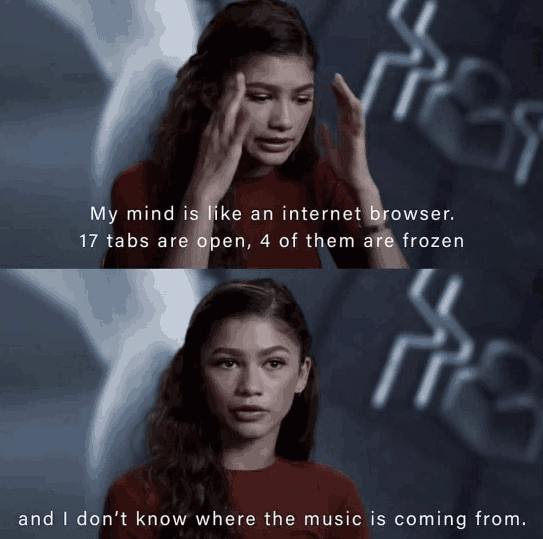 My mind is like an internet browser.
17 tabs are open, 4 of them are frozen
and I don't know where the music is coming from.